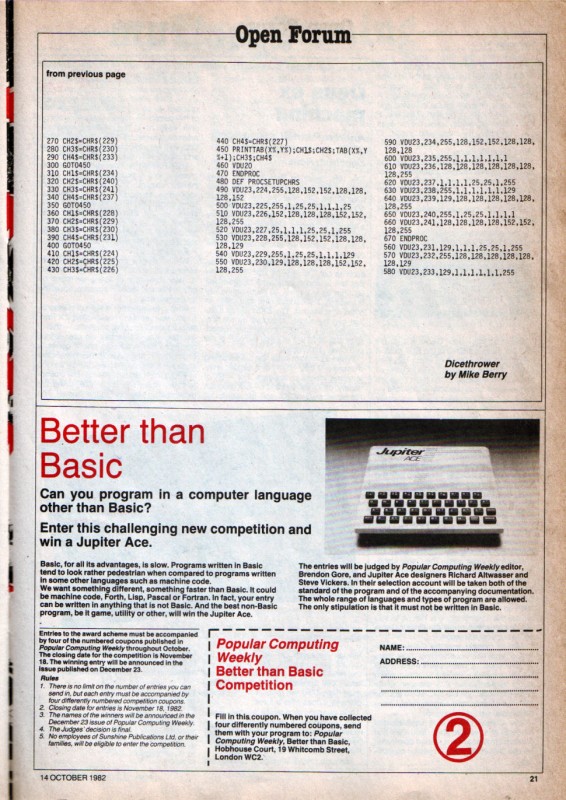 Open Forum
from previous page
270 CH2$=CHR$(229)
280 CH3$=CHR$(230)
290 CH4$=CHR$(233)
300 GOTO450
310 CH1$=CHR$(234)
320 CH2$=CHR$(240)
330 CH3$=CHR$(241)
340 CH4$=CHR$(237)
350 GOTO450
360 CH1$=CHR$(228)
370 CH2$=CHR$(229)
380 CH3$=CHR$(230)
390 CH4$=CHR$(231)
400 GOTO450
410 CH1$=CHR$(224)
420 CH2$=CHR$(225)
430 CH3$=CHR$(226)
440 CH4$=CHR$(227)
450 PRINTTAB(X%,Y%);CH1$;CH2$;TAB(X%,Y
%+1);CH3$;CH4$
460 VDU20
470 ENDPROC
480 DEF PROCSETUPCHRS
490 VDU23,224,255,128,152,152,128,128,
128,152
500 VDU23,225,255,1,25,25,1,1,1,25
510 VDU23,226,152,128,128,128,152,152,
128,255
520 VDU23,227,25,1,1,1,25,25,1,255
530 VDU23,228,255,128,152,152,128,128,
128,129
540 VDU23,229,255,1,25,25,1,1,1,129
550 VDU23,230,129,128,128,128,152,152,
128,255
590 VDU23,234,255,128,152,152,128,128,
128,128
600 VDU23,235,255,1,1,1,1,1,1,1
610 VDU23,236,128,128,128,128,128,128,
128,255
620 VDU23,237,1,1,1,1,25,25,1,255
630 VDU23,238,255,1,1,1,1,1,1,129
640 VDU23,239,129,128,128,128,128,128,
128,255
650 VDU23,240,255,1,25,25,1,1,1,1
660 VDU23,241,128,128,128,128,152,152,
128,255
670 ENDPROC
560 VDU23,231,129,1,1,1,25,25,1,255
570 VDU23,232,255,128,128,128,128,128,
128,129
580 VDU23,233,129,1,1,1,1,1,1,255
Dicethrower
by Mike Berry
Better than
Basic
Can you program in a computer language
other than Basic?
Enter this challenging new competition and
win a Jupiter Ace.
Jupiter
ACE
Basic, for all its advantages, is slow. Programs written in Basic
tend to look rather pedestrian when compared to programs written
in some other languages such as machine code.
We want something different, something faster than Basic. It could
be machine code, Forth, Lisp, Pascal or Fortran. In fact, your entry
can be written in anything that is not Basic. And the best non-Basic
program, be it game, utility or other, will win the Jupiter Ace.
The entries will be judged by Popular Computing Weekly editor,
Brendon Gore, and Jupiter Ace designers Richard Altwasser and
Steve Vickers. In their selection account will be taken both of the
standard of the program and of the accompanying documentation.
The whole range of languages and types of program are allowed.
The only stipulation is that it must not be written in Basic.
Entries to the award scheme must be accompanied
by four of the numbered coupons published in
Popular Computing Weekly throughout October.
The closing date for the competition is November
18. The winning entry will be announced in the
issue published on December 23.
Rules
1. There is no limit on the number of entries you can
send in, but each entry must be accompanied by
four differently numbered competition coupons.
2. Closing date for entries is November 18, 1982.
3. The names of the winners will be announced in the
December 23 issue of Popular Computing Weekly.
4. The Judges' decision is final.
5. No employees of Sunshine Publications Ltd. or their
families, will be eligible to enter the competition.
Popular Computing
Weekly
Better than Basic
Competition
Fill in this coupon. When you have collected
four differently numbered coupons, send
them with your program to: Popular
Computing Weekly, Better than Basic,
Hobhouse Court, 19 Whitcomb Street,
London WC2.
NAME:
ADDRESS:
2
14 OCTOBER 1982
21